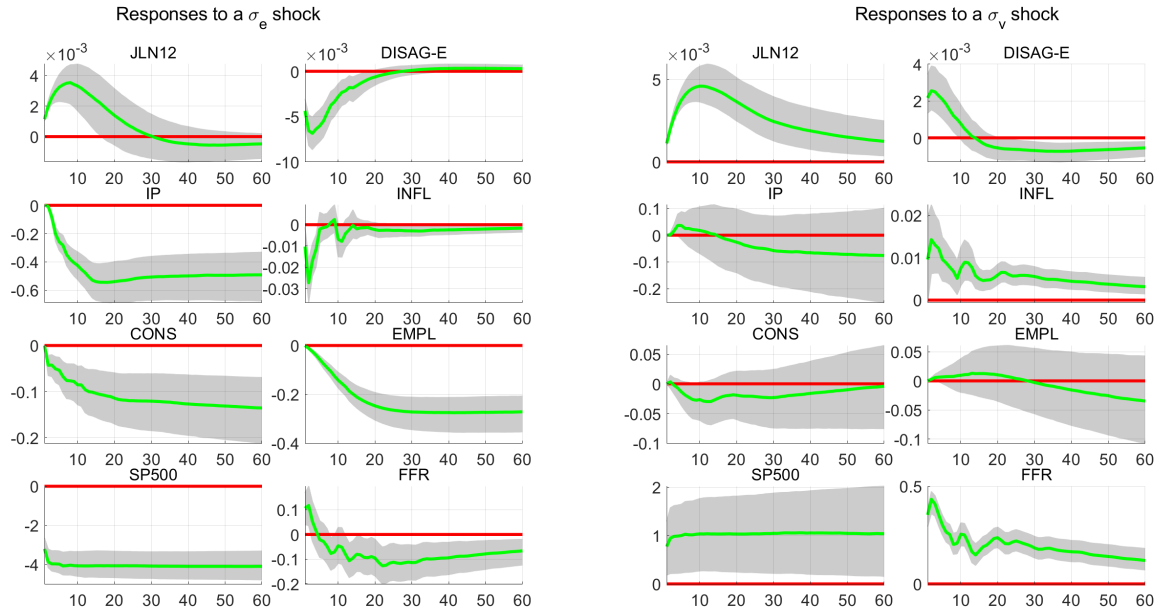 Responses to a σe shock
Responses to a σv shock
×10-3 JLN12 ×10-3 DISAG-E
4 2 0
0 -5 -10
10 20 30 40 50 60
10 20 30 40 50 60
×10-3 JLN12 ×10-3 DISAG-E
5 0
4 2 0 -2
10 20 30 40 50 60
10 20 30 40 50 60
IP INFL
0 -0.2 -0.4 -0.6
0 -0.01 -0.02 -0.03
10 20 30 40 50 60
10 20 30 40 50 60
IP INFL
0.1 0 -0.1 -0.2
0.02 0.01 0
10 20 30 40 50 60
10 20 30 40 50 60
CONS EMPL
0 -0.1 -0.2
0 -0.2 -0.4
10 20 30 40 50 60
10 20 30 40 50 60
CONS EMPL
0.05 0 -0.05 -0.1
0.05 0 -0.05 -0.1
10 20 30 40 50 60
10 20 30 40 50 60
SP500 FFR
0 -2 -4
0.1 0 -0.1 -0.2
10 20 30 40 50 60
10 20 30 40 50 60
SP500 FFR
2 1 0
0.5 0
10 20 30 40 50 60
10 20 30 40 50 60